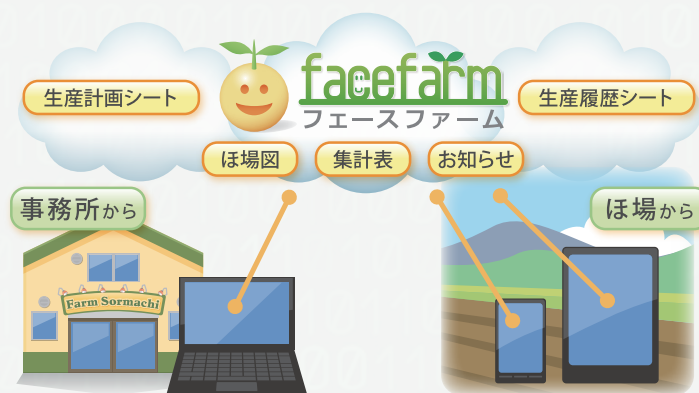 facefarm
フェースファーム
生産計画シート
生産履歴シート
ほ場図
集計表
お知らせ
事務所から
ほ場から
Farm Sormachi